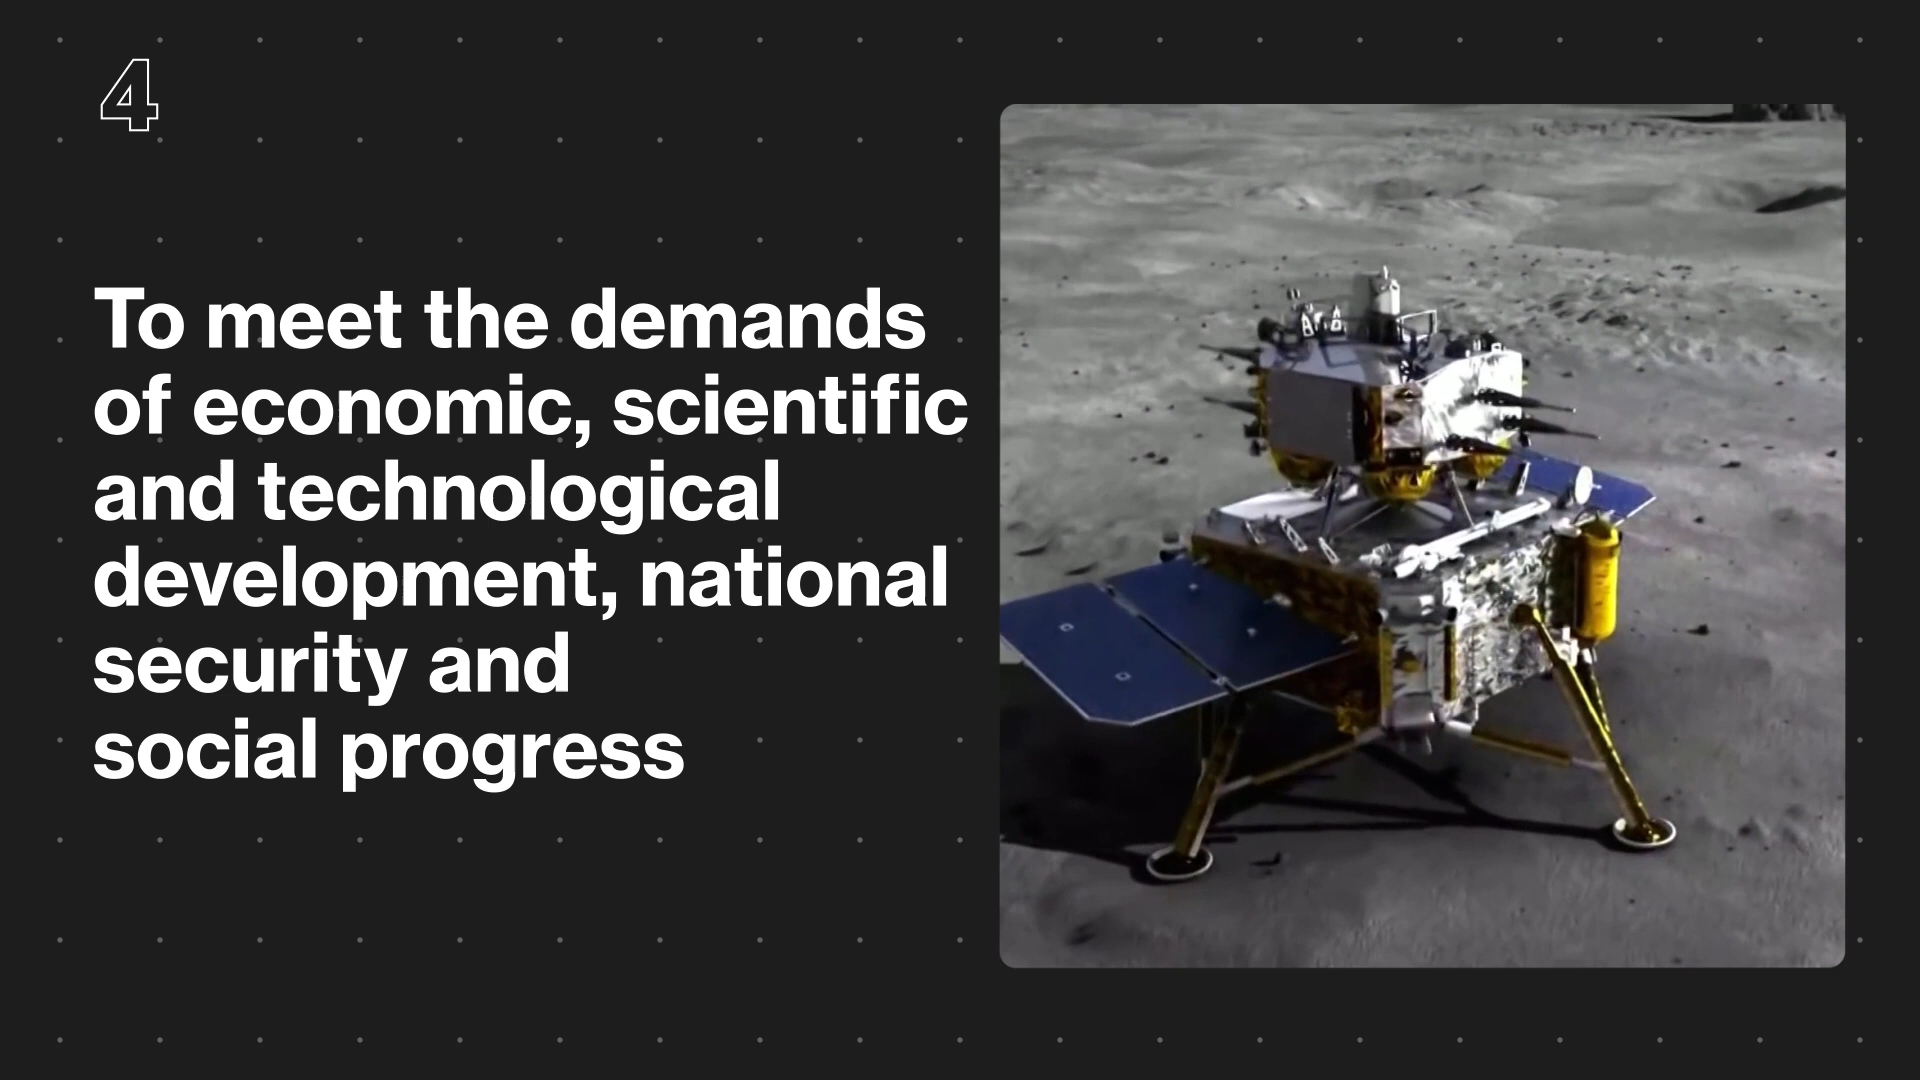 4
To meet the demands
of economic, scientific
and technological
development, national
security and
social progress